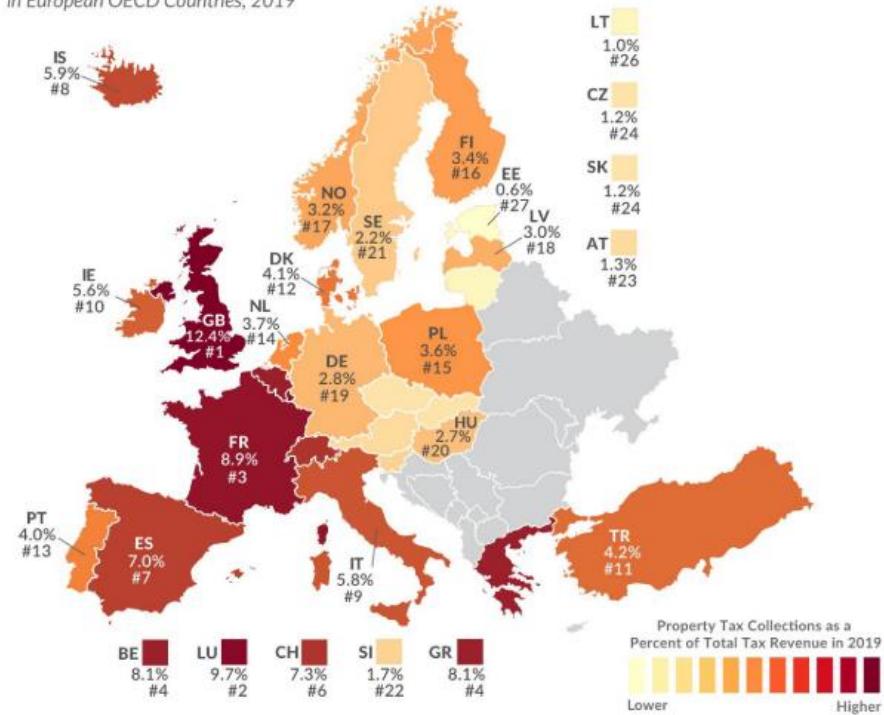 in European OECD Countries, 2019
IS
5.9%
#8
LT
1.0%
#26
CZ
1.2%
#24
SK
1.2%
#24
AT
1.3%
#23
FI
3.4%
#16
EE
0.6%
#27
NO
3.2%
#17
SE
2.2%
#21
LV
3.0%
#18
DK
4.1%
#12
IE
5.6%
#10
NL
3.7%
#14
GB
12.4%
#1
PL
3.6%
#15
DE
2.8%
#19
HU
2.7%
#20
FR
8.9%
#3
PT
4.0%
#13
ES
7.0%
#7
IT
5.8%
#9
TR
4.2%
#11
BE
8.1%
#4
LU
9.7%
#2
CH
7.3%
#6
SI
1.7%
#22
GR
8.1%
#4
Property Tax Collections as a
Percent of Total Tax Revenue in 2019
Lower
Higher